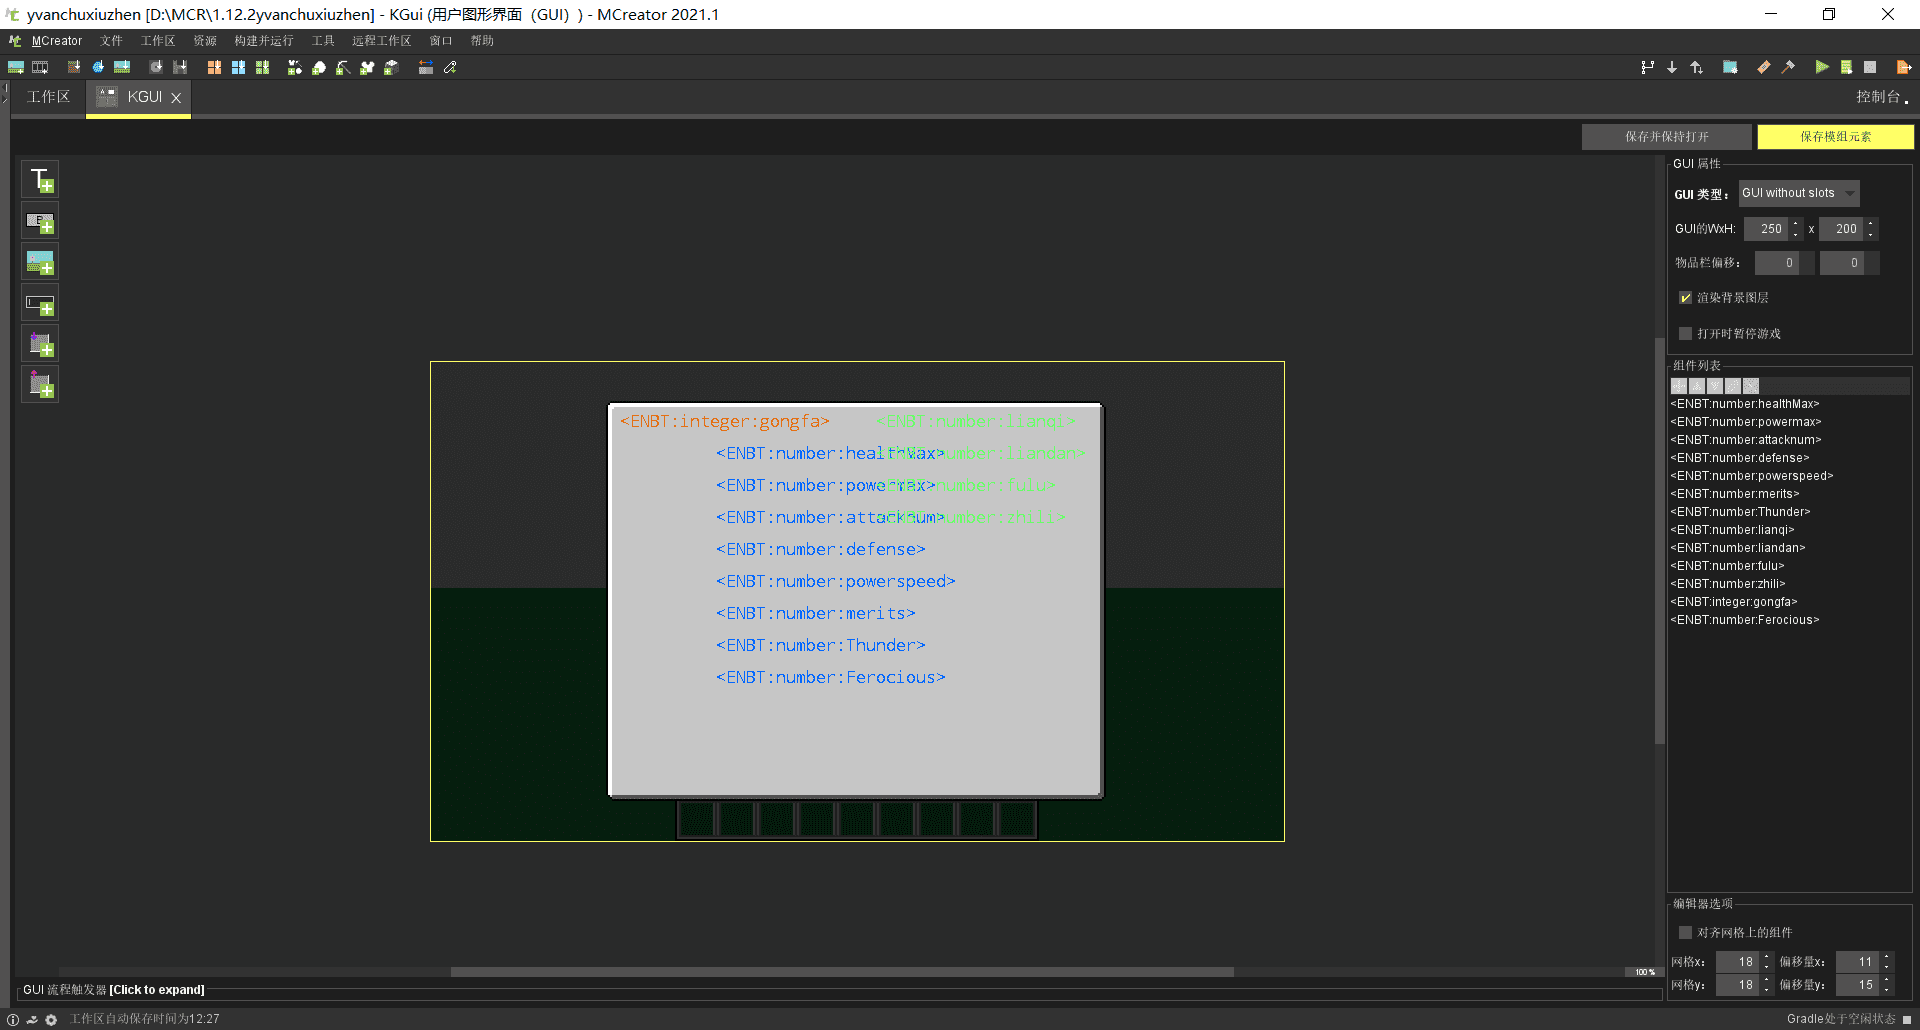 yvanchuxiuzhen [D:\MCR\1.12.2yvanchuxiuzhen] - KGui (用户图形界面（GUI）) - MCreator 2021.1
MCreator 文件 工作区 资源 构建并运行 工具 远程工作区 窗口 帮助
工作区 KGUI 控制台
保存并保持打开 保存模组元素
GUI 属性
GUI 类型： GUI without slots
GUI的WxH: 250 x 200
物品栏偏移： 0 0
渲染背景图层
打开时暂停游戏
组件列表
<ENBT:number:healthMax>
<ENBT:number:powermax>
<ENBT:number:attacknum>
<ENBT:number:defense>
<ENBT:number:powerspeed>
<ENBT:number:merits>
<ENBT:number:Thunder>
<ENBT:number:lianqi>
<ENBT:number:liandan>
<ENBT:number:fulu>
<ENBT:number:zhili>
<ENBT:integer:gongfa>
<ENBT:number:Ferocious>
<ENBT:integer:gongfa> <ENBT:number:lianqi>
<ENBT:number:healthMax> <ENBT:number:liandan>
<ENBT:number:powermax> <ENBT:number:fulu>
<ENBT:number:attacknum> <ENBT:number:zhili>
<ENBT:number:defense>
<ENBT:number:powerspeed>
<ENBT:number:merits>
<ENBT:number:Thunder>
<ENBT:number:Ferocious>
编辑器选项
对齐网格上的组件
网格x： 18 偏移量x： 11
网格y： 18 偏移量y： 15
100 %
GUI 流程触发器 [Click to expand]
工作区自动保存时间为12:27
Gradle处于空闲状态